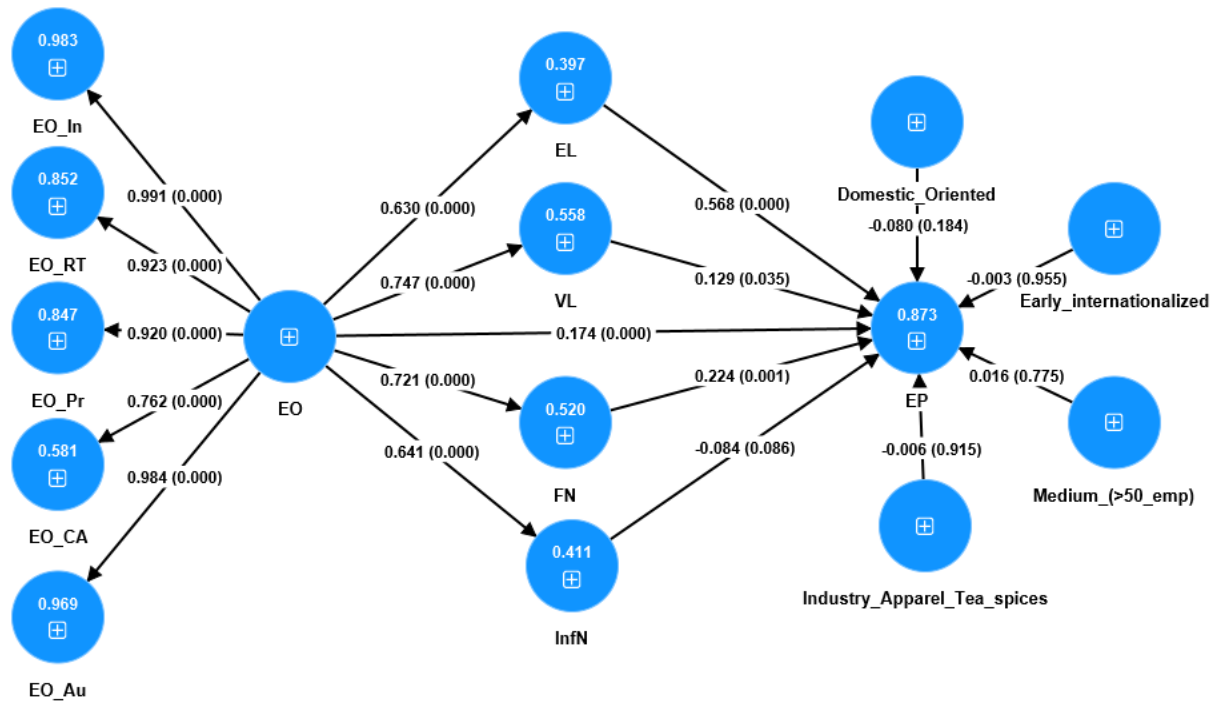 0.983
EO_In
0.852
EO_RT
0.847
EO_Pr
0.581
EO_CA
0.969
EO_Au
0.991 (0.000)
0.923 (0.000)
0.920 (0.000)
0.762 (0.000)
0.984 (0.000)
EO
0.630 (0.000)
0.747 (0.000)
0.174 (0.000)
0.721 (0.000)
0.641 (0.000)
0.397
EL
0.558
VL
0.520
FN
0.411
InfN
0.568 (0.000)
0.129 (0.035)
0.224 (0.001)
-0.084 (0.086)
Domestic_Oriented
-0.080 (0.184)
-0.003 (0.955)
Early_internationalized
0.873
EP
0.016 (0.775)
Medium_(>50_emp)
-0.006 (0.915)
Industry_Apparel_Tea_spices